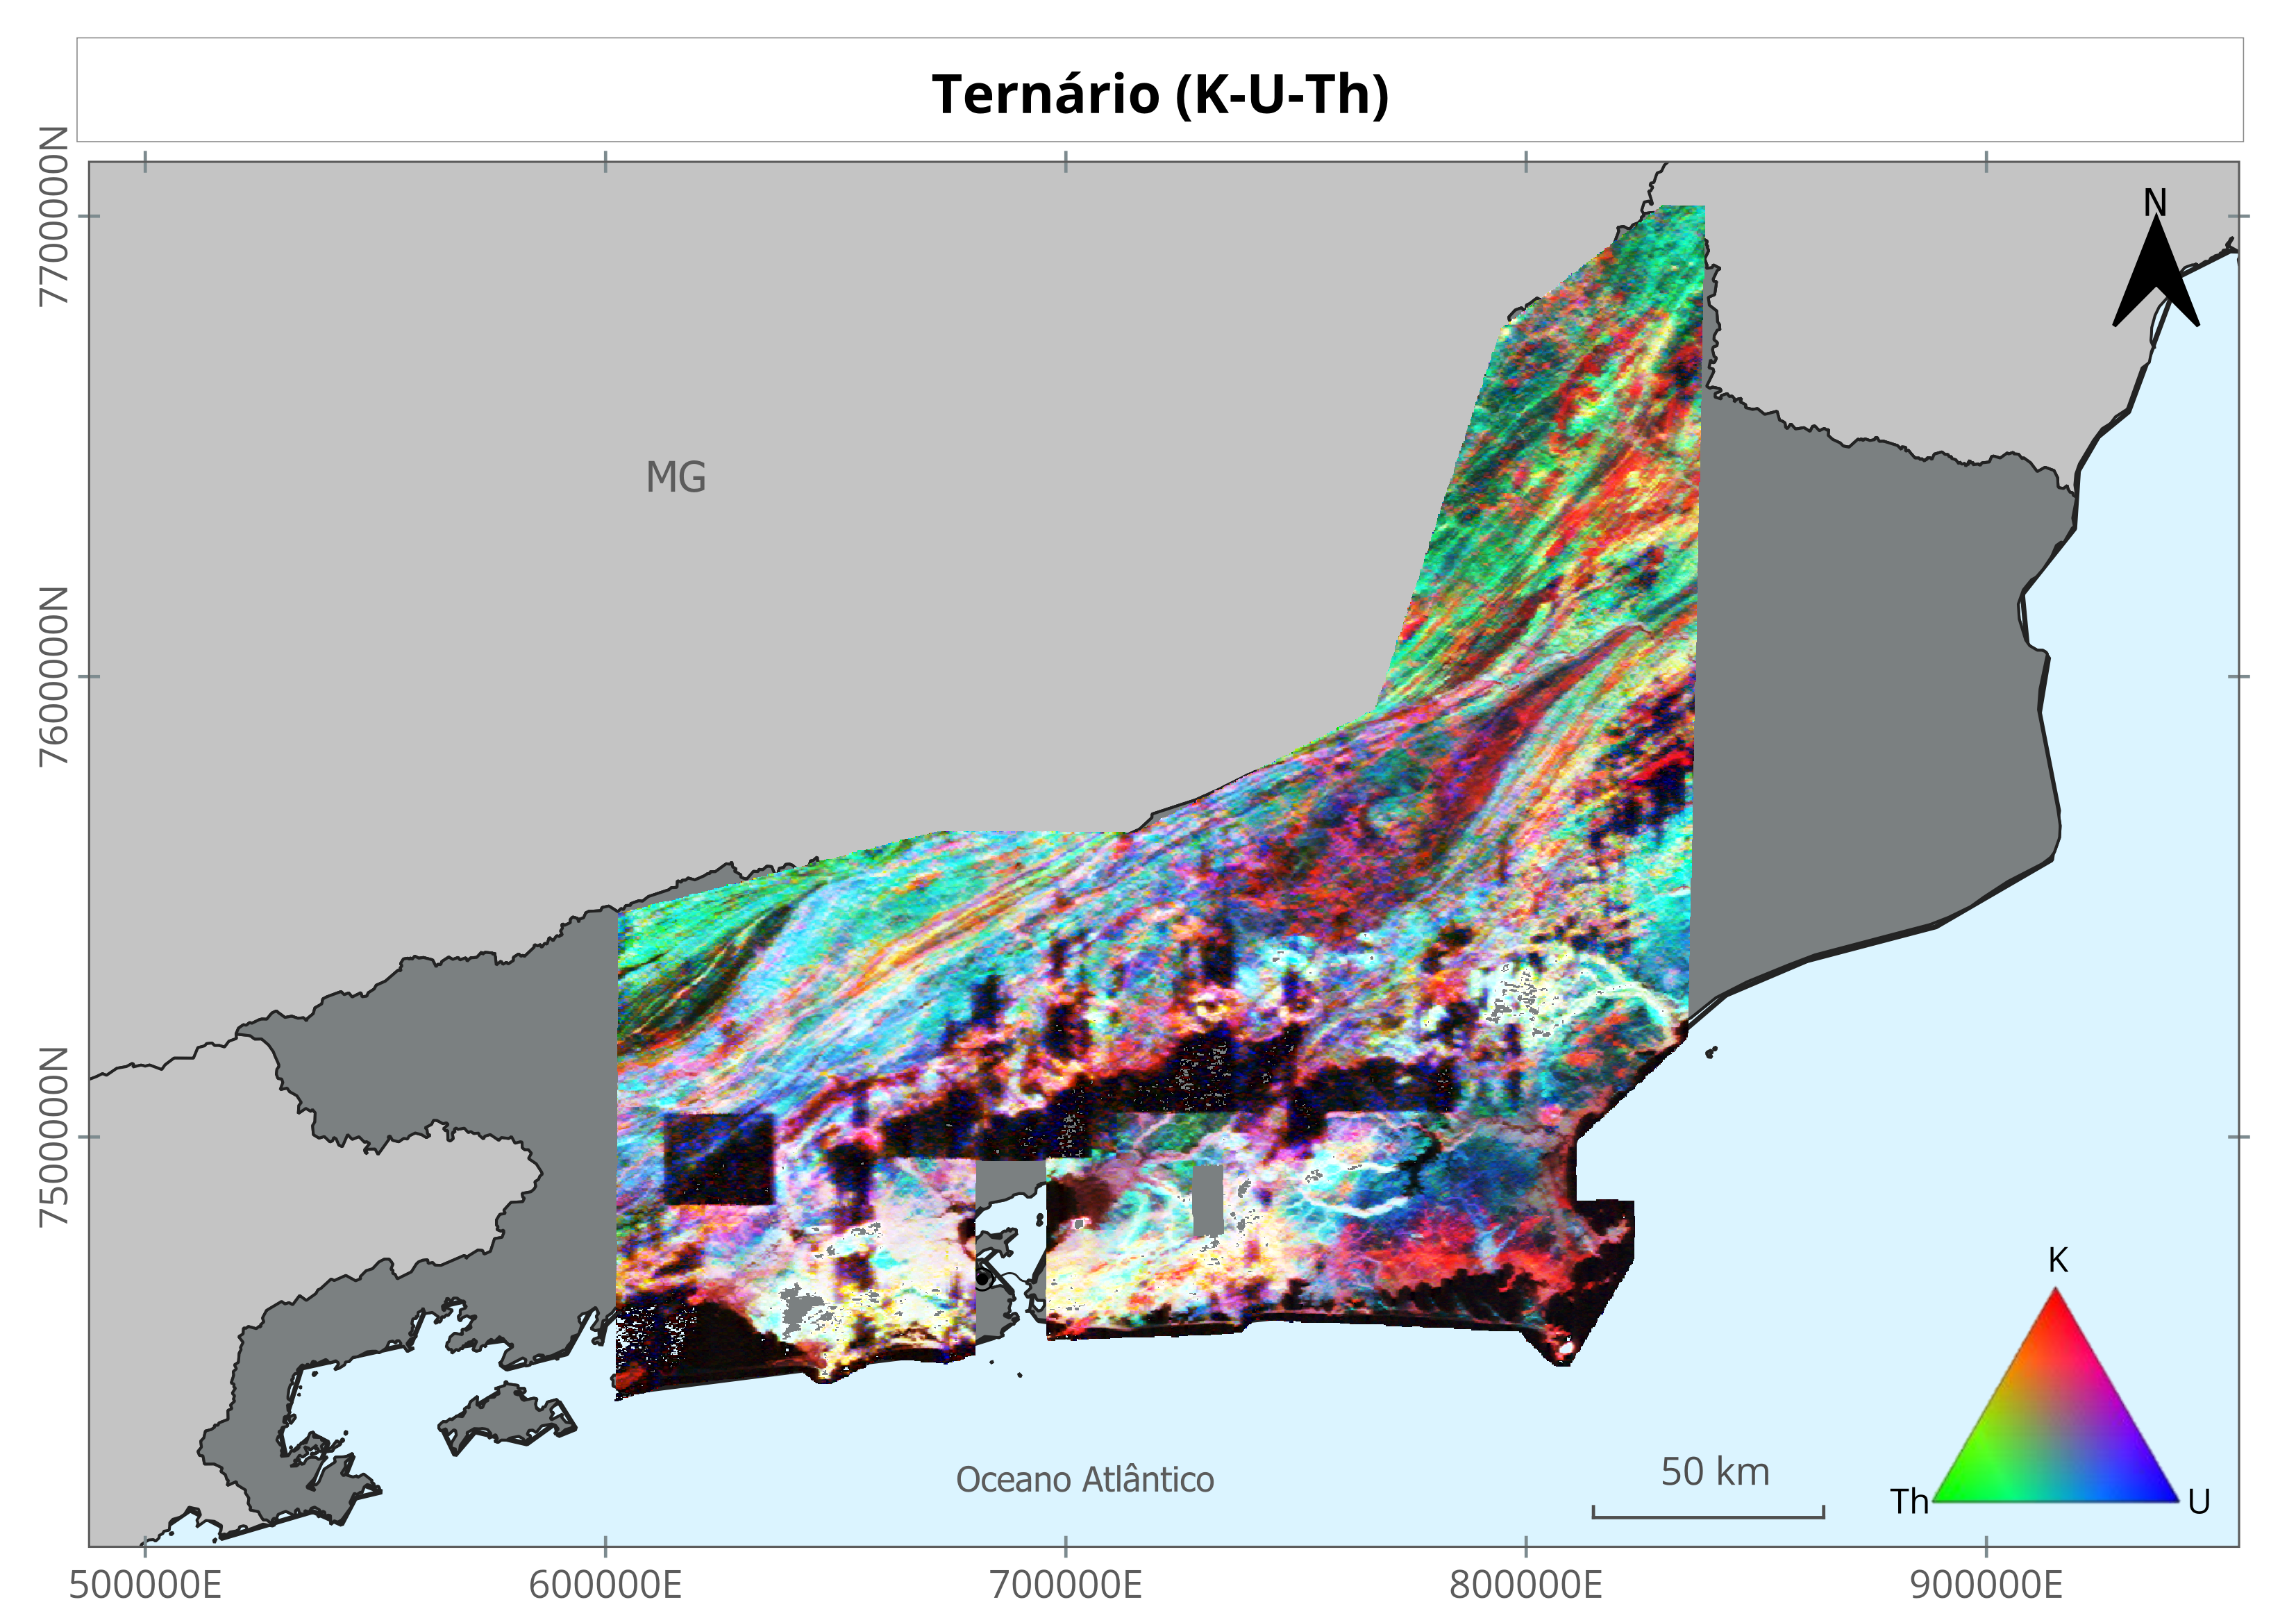 Ternário (K-U-Th)
7700000N
7600000N
7500000N
N
MG
Oceano Atlântico
50 km
K
Th
U
500000E
600000E
700000E
800000E
900000E